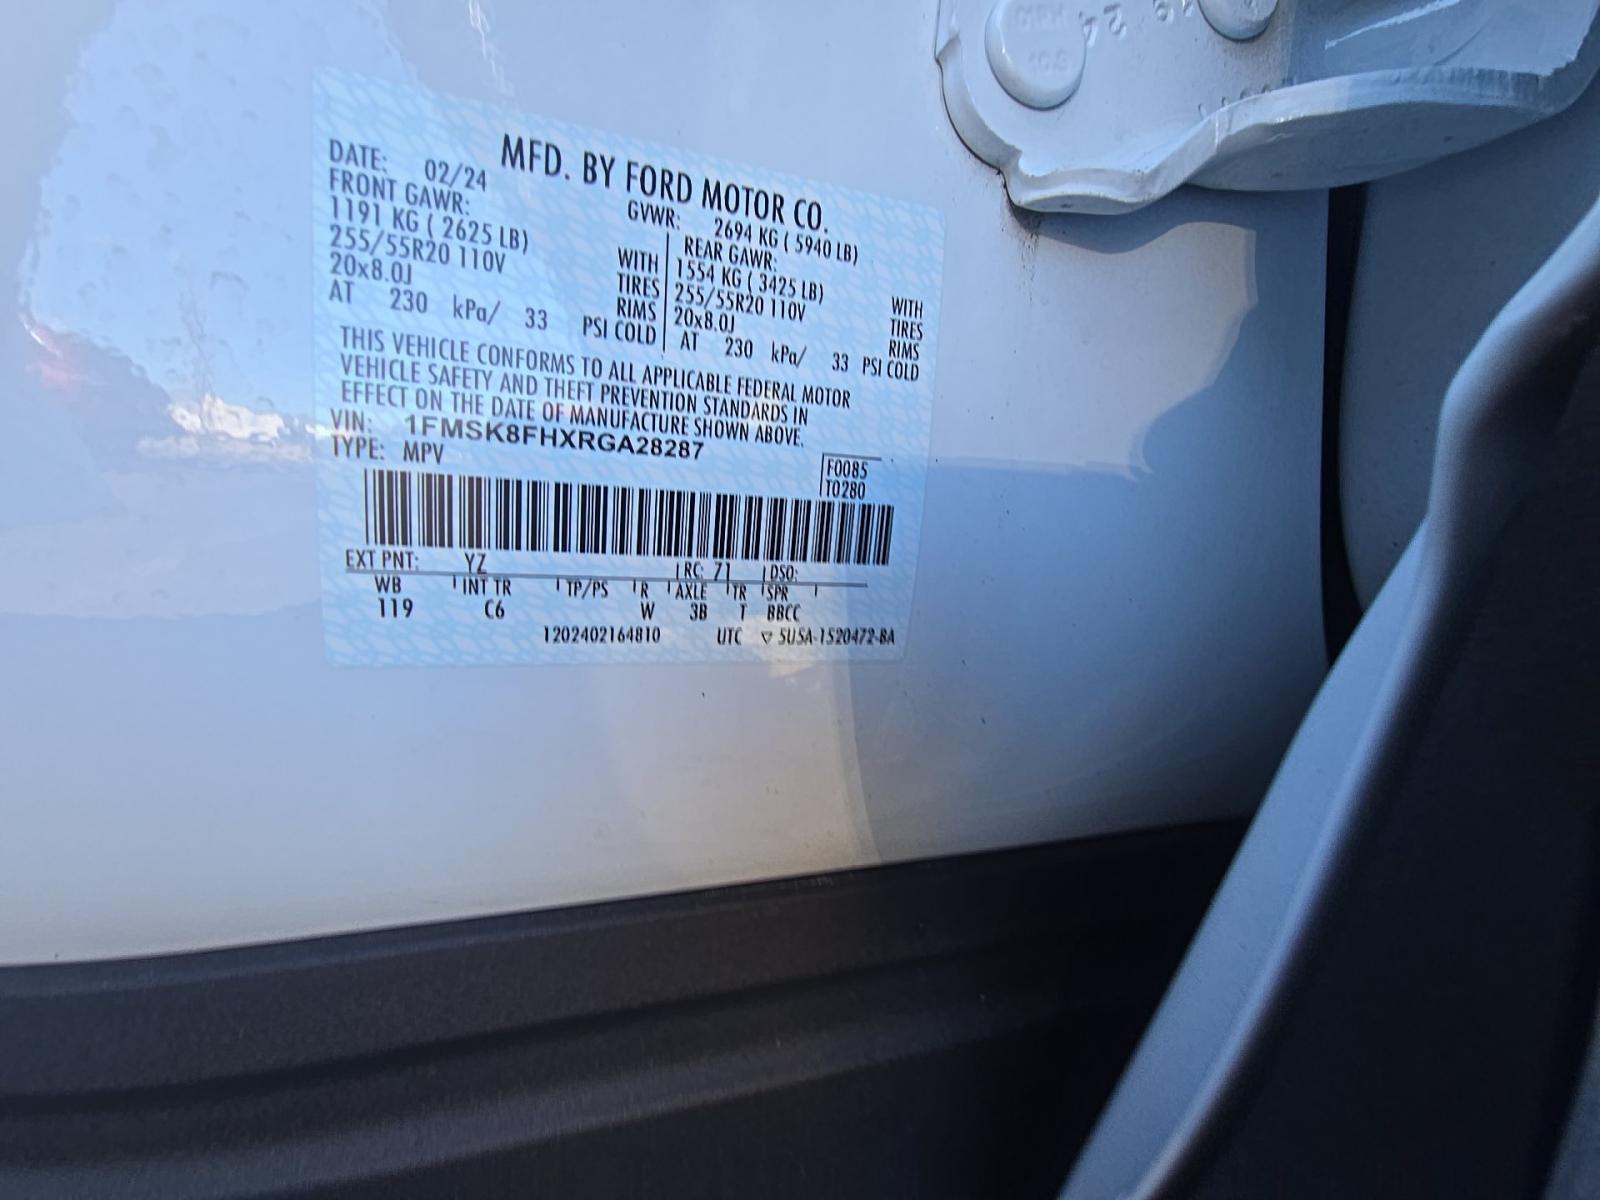 MFD. BY FORD MOTOR CO.
DATE: 02/24 GVWR: 2694 KG ( 5940 LB)
FRONT GAWR: REAR GAWR:
1191 KG ( 2625 LB) WITH 1554 KG ( 3425 LB) WITH
255/55R20 110V TIRES 255/55R20 110V TIRES
20x8.0J RIMS 20x8.0J RIMS
AT 230 kPa/ 33 PSI COLD AT 230 kPa/ 33 PSI COLD
THIS VEHICLE CONFORMS TO ALL APPLICABLE FEDERAL MOTOR
VEHICLE SAFETY AND THEFT PREVENTION STANDARDS IN
EFFECT ON THE DATE OF MANUFACTURE SHOWN ABOVE.
VIN: 1FMSK8FHXRGA28287
TYPE: MPV
F0085
T0280
EXT PNT: YZ RC: 71 DSO:
WB INT TR TP/PS R AXLE TR SPR
119 C6 W 3B T BBCC
1202402164810 UTC ▽ 5U5A-1520472-BA